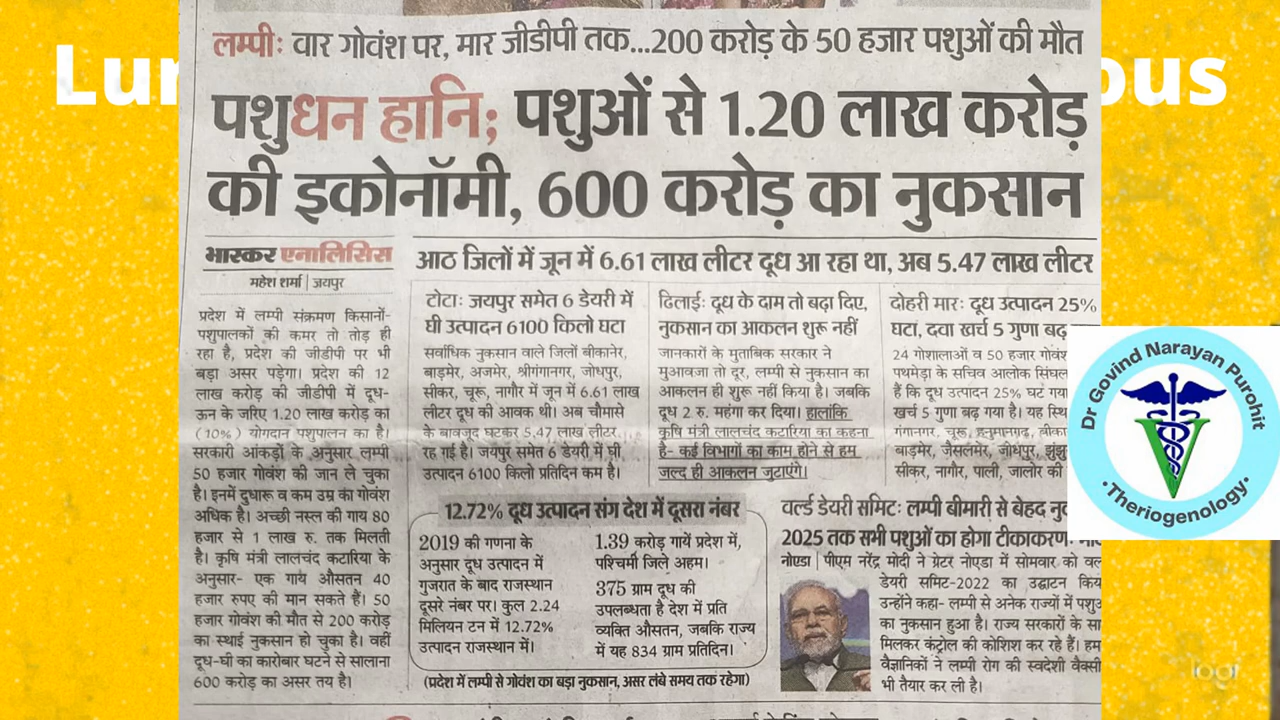 लम्पी: वार गोवंश पर, मार जीडीपी तक...200 करोड़ के 50 हजार पशुओं की मौत
पशुधन हानि; पशुओं से 1.20 लाख करोड़
की इकोनॉमी, 600 करोड़ का नुकसान
भास्कर एनालिसिस
महेश शर्मा | जयपुर
प्रदेश में लम्पी संक्रमण किसानों-
पशुपालकों की कमर तो तोड़ ही
रहा है, प्रदेश की जीडीपी पर भी
बड़ा असर पड़ेगा। प्रदेश की 12
लाख करोड़ की जीडीपी में दूध-
ऊन के जरिए 1.20 लाख करोड़ का
(10%) योगदान पशुपालन का है।
सरकारी आंकड़ों के अनुसार लम्पी
50 हजार गोवंश की जान ले चुका
है। इनमें दुधारू व कम उम्र का गोवंश
अधिक है। अच्छी नस्ल की गाय 80
हजार से 1 लाख रु. तक मिलती
है। कृषि मंत्री लालचंद कटारिया के
अनुसार- एक गाय औसतन 40
हजार रुपए की मान सकते हैं। 50
हजार गोवंश की मौत से 200 करोड़
का स्थाई नुकसान हो चुका है। वहीं
दूध-घी का कारोबार घटने से सालाना
600 करोड़ का असर तय है।
आठ जिलों में जून में 6.61 लाख लीटर दूध आ रहा था, अब 5.47 लाख लीटर
टोटा: जयपुर समेत 6 डेयरी में
घी उत्पादन 6100 किलो घटा
सर्वाधिक नुकसान वाले जिलों बीकानेर,
बाड़मेर, अजमेर, श्रीगंगानगर, जोधपुर,
सीकर, चूरू, नागौर में जून में 6.61 लाख
लीटर दूध की आवक थी। अब चौमासे
के बावजूद घटकर 5.47 लाख लीटर
रह गई है। जयपुर समेत 6 डेयरी में घी
उत्पादन 6100 किलो प्रतिदिन कम है।
ढिलाई: दूध के दाम तो बढ़ा दिए,
नुकसान का आकलन शुरू नहीं
जानकारों के मुताबिक सरकार ने
मुआवजा तो दूर, लम्पी से नुकसान का
आकलन ही शुरू नहीं किया है। जबकि
दूध 2 रु. महंगा कर दिया। हालांकि
कृषि मंत्री लालचंद कटारिया का कहना
है- कई विभागों का काम होने से हम
जल्द ही आकलन जुटाएंगे।
दोहरी मार: दूध उत्पादन 25%
घटा, दवा खर्च 5 गुणा बढ़
24 गोशालाओं व 50 हजार गोवंश
पथमेड़ा के सचिव आलोक सिंघल
हैं कि दूध उत्पादन 25% घट गया
खर्च 5 गुणा बढ़ गया है। यह स्थि
गंगानगर, चूरू, हनुमानगढ़, बीका
बाड़मेर, जैसलमेर, जोधपुर, झुंझु
सीकर, नागौर, पाली, जालोर की
12.72% दूध उत्पादन संग देश में दूसरा नंबर
2019 की गणना के
अनुसार दूध उत्पादन में
गुजरात के बाद राजस्थान
दूसरे नंबर पर। कुल 2.24
मिलियन टन में 12.72%
उत्पादन राजस्थान में।
1.39 करोड़ गायें प्रदेश में,
पश्चिमी जिले अहम।
375 ग्राम दूध की
उपलब्धता है देश में प्रति
व्यक्ति औसतन, जबकि राज्य
में यह 834 ग्राम प्रतिदिन।
(प्रदेश में लम्पी से गोवंश का बड़ा नुकसान, असर लंबे समय तक रहेगा)
वर्ल्ड डेयरी समिट: लम्पी बीमारी से बेहद नु
2025 तक सभी पशुओं का होगा टीकाकरण:
नोएडा | पीएम नरेंद्र मोदी ने ग्रेटर नोएडा में सोमवार को वर्ल
डेयरी समिट-2022 का उद्घाटन किय
उन्होंने कहा- लम्पी से अनेक राज्यों में पशुध
का नुकसान हुआ है। राज्य सरकारों के सा
मिलकर कंट्रोल की कोशिश कर रहे हैं। हम
वैज्ञानिकों ने लम्पी रोग की स्वदेशी वैक्सी
भी तैयार कर ली है।
Dr Govind Narayan Purohit
•Theriogenology•